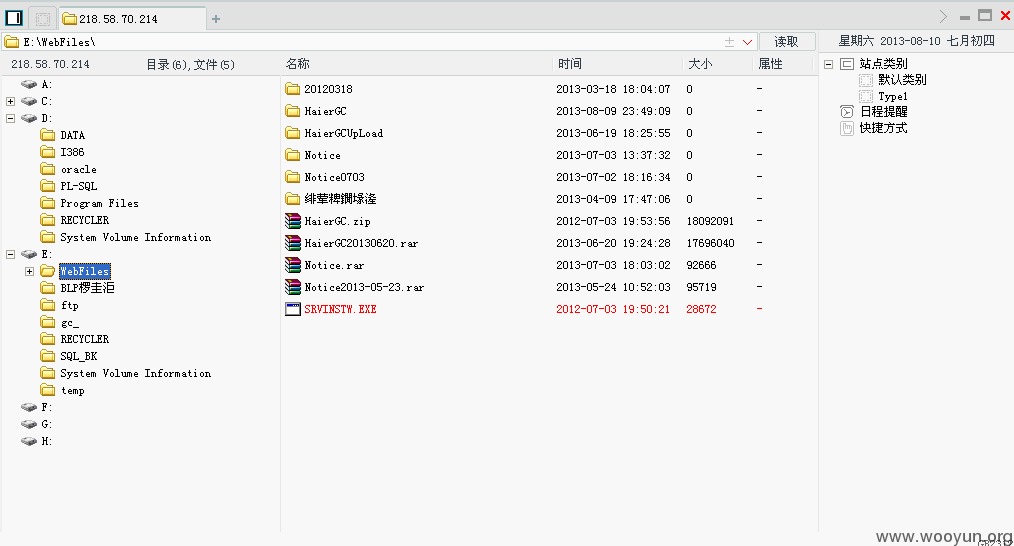 218.58.70.214
E:\WebFiles\ 读取 星期六 2013-08-10 七月初四
218.58.70.214 目录(6),文件(5) 名称 时间 大小 属性
A:
C:
D:
DATA
I386
oracle
PL-SQL
Program Files
RECYCLER
System Volume Information
E:
WebFiles
BLP椤圭洰
ftp
gc_
RECYCLER
SQL_BK
System Volume Information
temp
F:
G:
H:
20120318 2013-03-18 18:04:07 0 -
HaierGC 2013-08-09 23:49:09 0 -
HaierGCUpLoad 2013-06-19 18:25:55 0 -
Notice 2013-07-03 13:37:32 0 -
Notice0703 2013-07-02 18:16:34 0 -
2013-04-09 17:47:06 0 -
HaierGC.zip 2012-07-03 19:53:56 18092091 -
HaierGC20130620.rar 2013-06-20 19:24:28 17696040 -
Notice.rar 2013-07-03 18:03:02 92666 -
Notice2013-05-23.rar 2013-05-24 10:52:03 95719 -
SRVINSTW.EXE 2012-07-03 19:50:21 28672 -
站点类别
默认类别
Type1
日程提醒
快捷方式
www.wooyun.org
GB2312